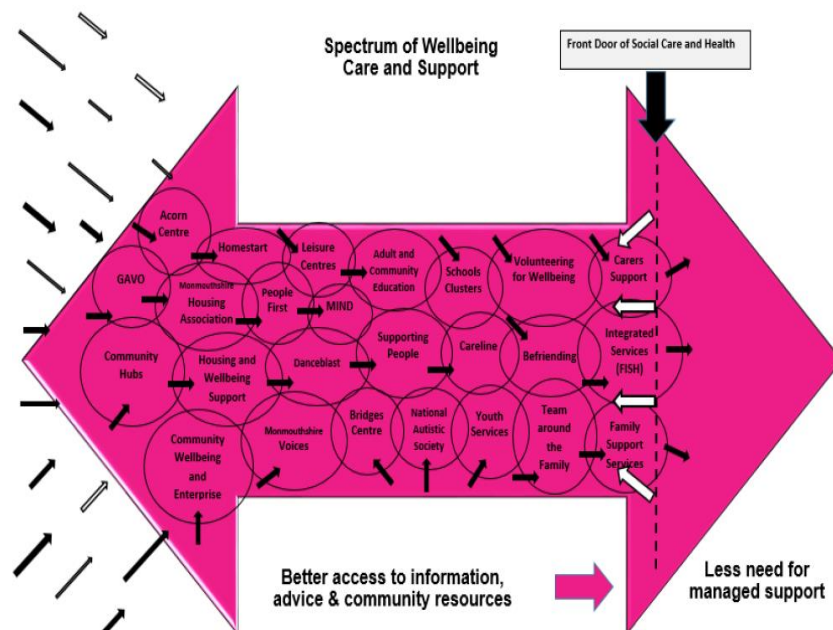 Spectrum of Wellbeing
Care and Support
Front Door of Social Care and Health
Acorn
Centre
Homestart
Leisure
Centres
Adult and
Community
Education
Schools
Clusters
Volunteering
for Wellbeing
Carers
Support
GAVO
Monmouthshire
Housing
Association
People
First
MIND
Community
Hubs
Housing and
Wellbeing
Support
Danceblast
Supporting
People
Careline
Befriending
Integrated
Services
(FISH)
Community
Wellbeing
and
Enterprise
Monmouthshire
Voices
Bridges
Centre
National
Autistic
Society
Youth
Services
Team
around
the
Family
Family
Support
Services
Better access to information,
advice & community resources
Less need for
managed support